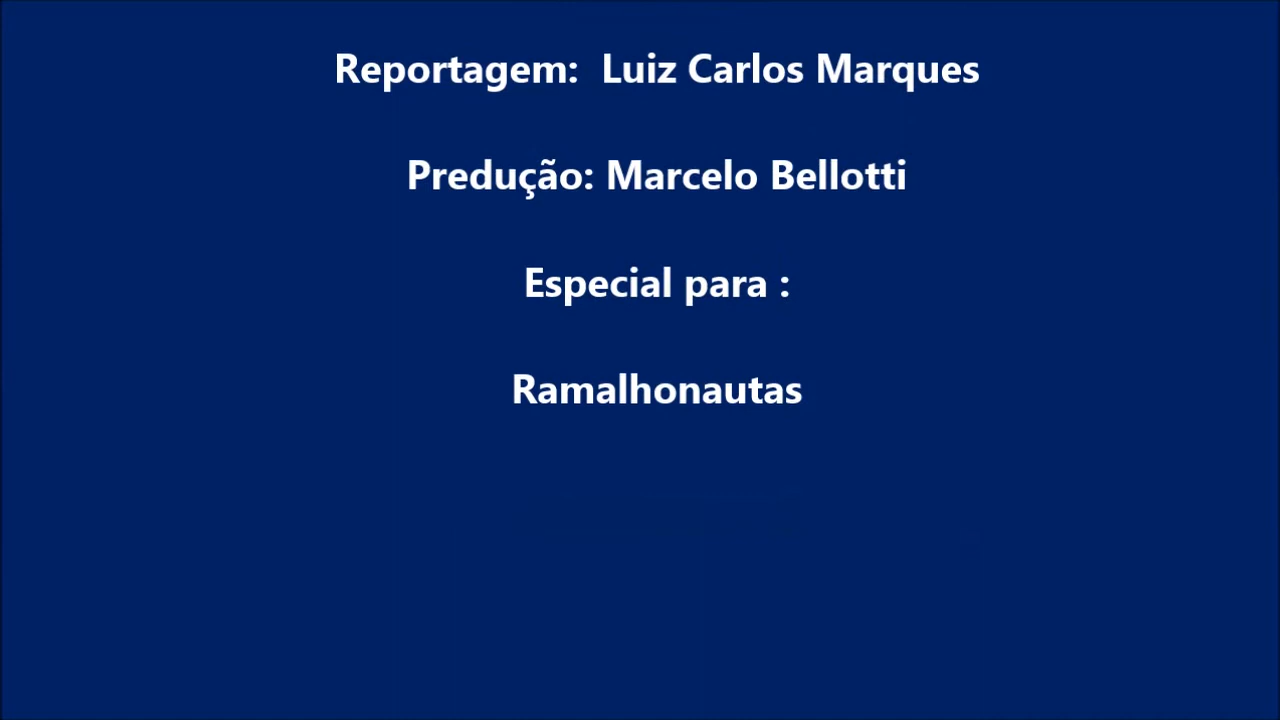 Reportagem:  Luiz Carlos Marques
Predução: Marcelo Bellotti
Especial para :
Ramalhonautas